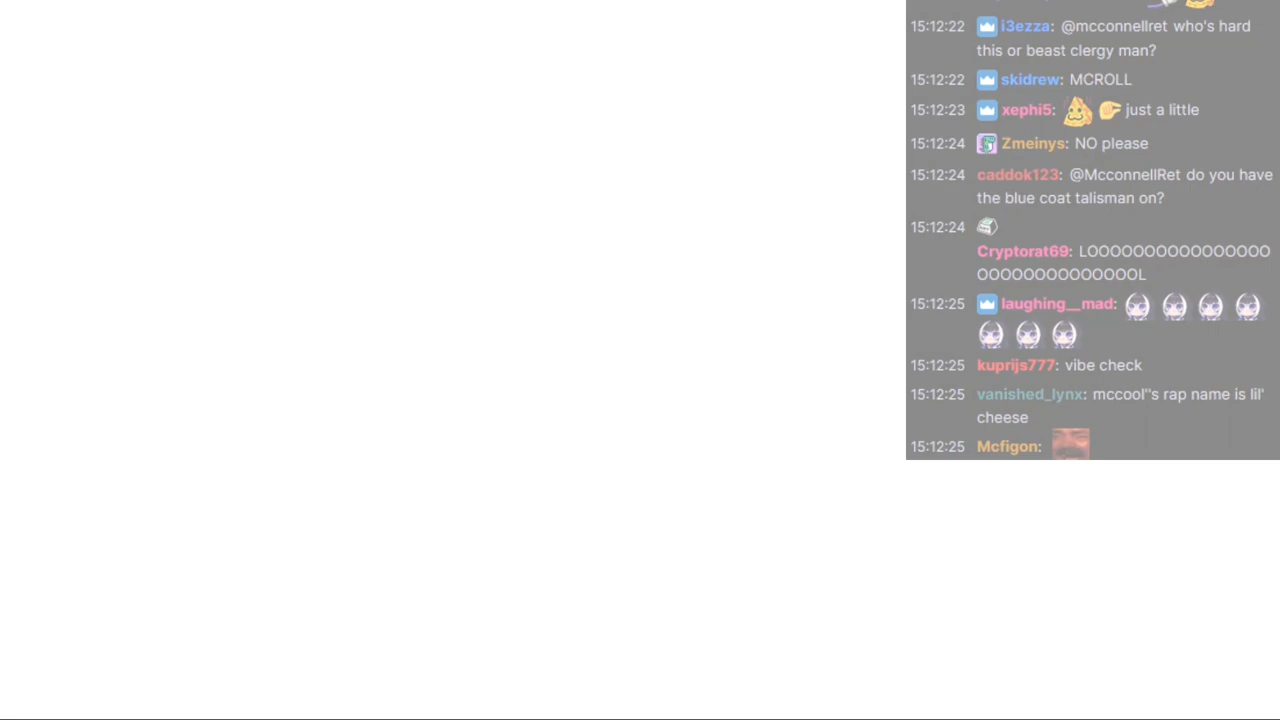 15:12:22 i3ezza: @mcconnellret who's hard
this or beast clergy man?
15:12:22 skidrew: MCROLL
15:12:23 xephi5: just a little
15:12:24 Zmeinys: NO please
15:12:24 caddok123: @McconnellRet do you have
the blue coat talisman on?
15:12:24
Cryptorat69: LOOOOOOOOOOOOOOOO
OOOOOOOOOOOOOOL
15:12:25 laughing__mad:
15:12:25 kuprijs777: vibe check
15:12:25 vanished_lynx: mccool"s rap name is lil'
cheese
15:12:25 Mcfigon: